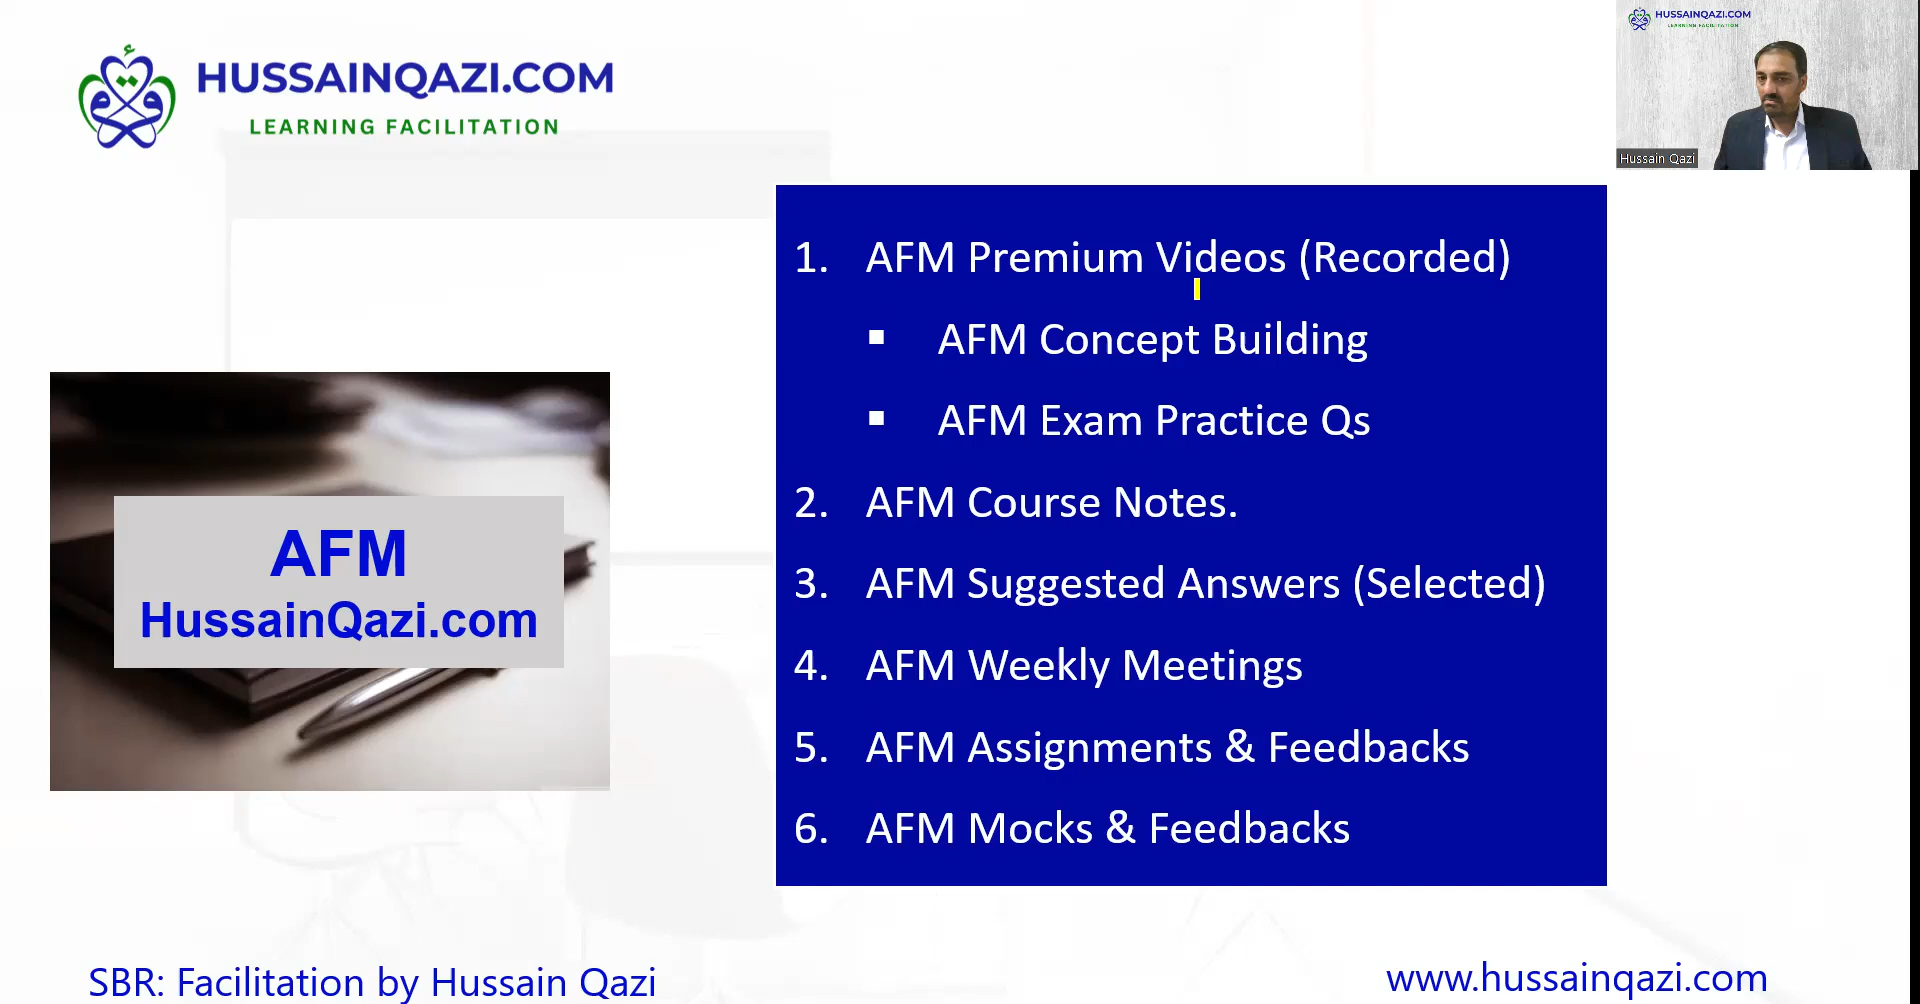 HUSSAINQAZI.COM
LEARNING FACILITATION
HUSSAINQAZI.COM
LEARNING FACILITATION
Hussain Qazi
1. AFM Premium Videos (Recorded)
▪ AFM Concept Building
▪ AFM Exam Practice Qs
2. AFM Course Notes.
3. AFM Suggested Answers (Selected)
4. AFM Weekly Meetings
5. AFM Assignments & Feedbacks
6. AFM Mocks & Feedbacks
AFM
HussainQazi.com
SBR: Facilitation by Hussain Qazi
www.hussainqazi.com